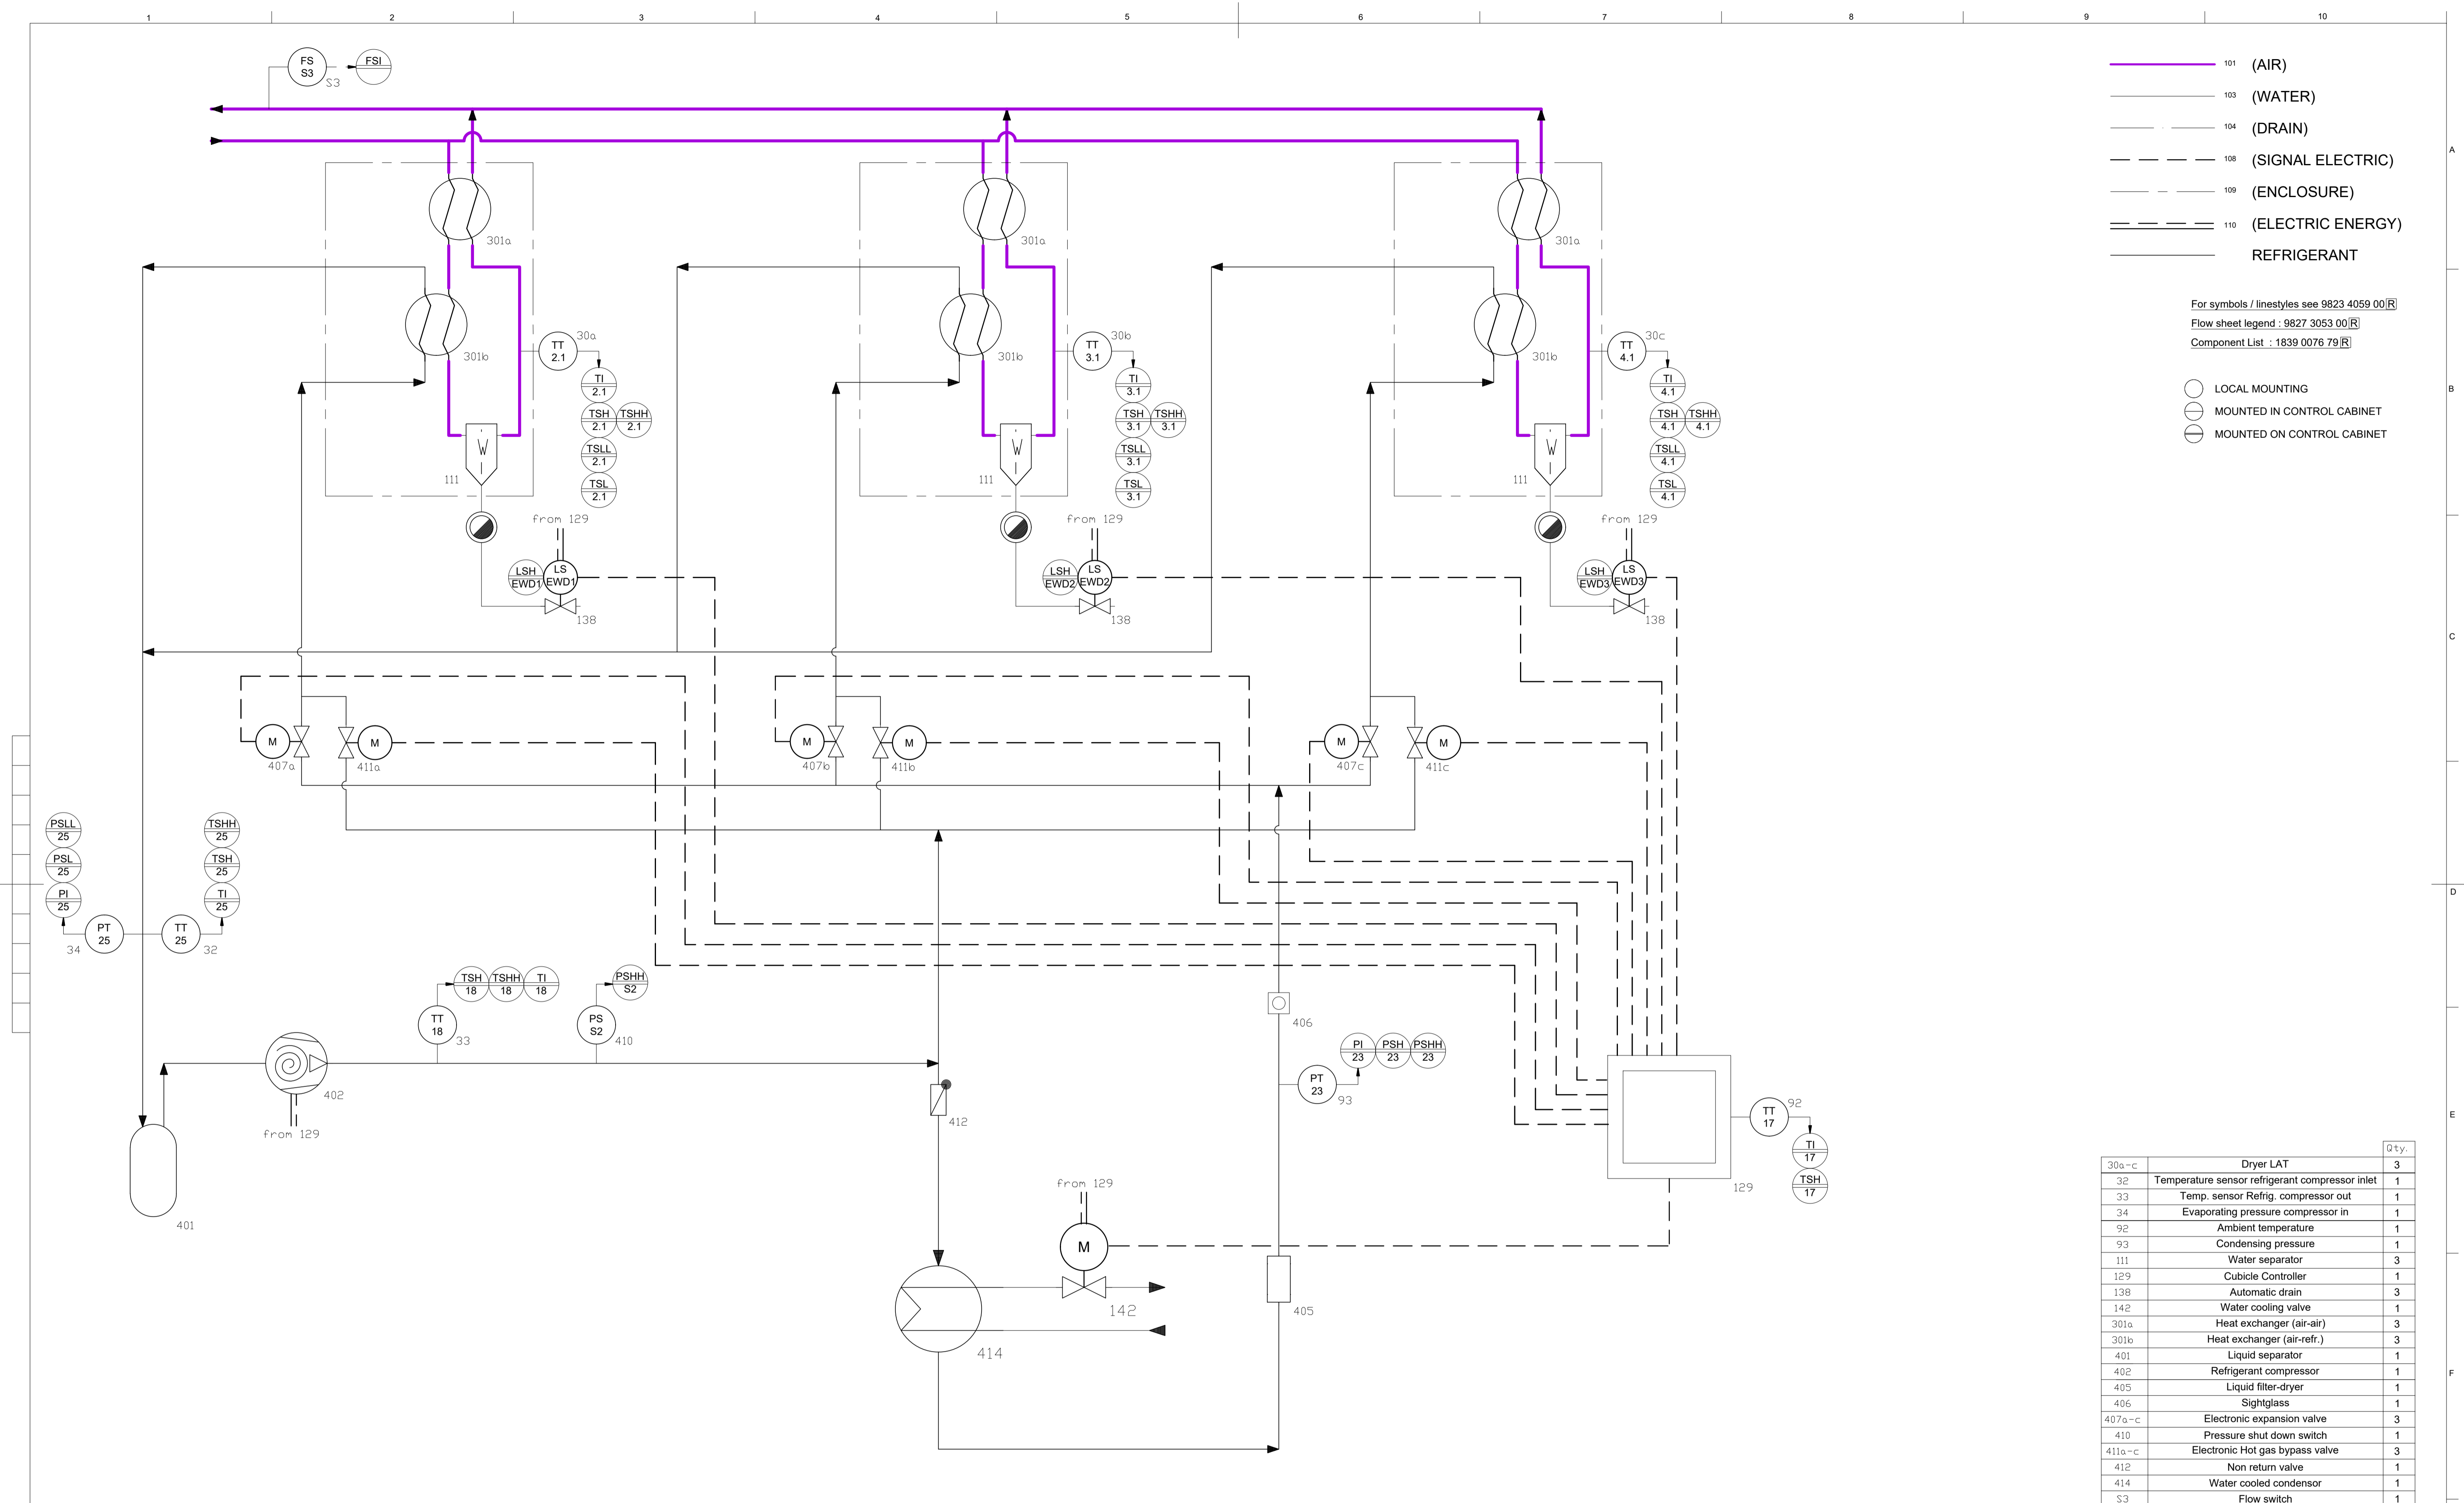 1 2 3 4 5 6 7 8 9 10
FS
S3
S3
FSI
101 (AIR)
103 (WATER)
104 (DRAIN)
108 (SIGNAL ELECTRIC)
109 (ENCLOSURE)
110 (ELECTRIC ENERGY)
REFRIGERANT
For symbols / linestyles see 9823 4059 00 R
Flow sheet legend : 9827 3053 00 R
Component List : 1839 0076 79 R
LOCAL MOUNTING
MOUNTED IN CONTROL CABINET
MOUNTED ON CONTROL CABINET
A
B
C
D
E
F
301a
301b
30a
TT
2.1
TI
2.1
TSH
2.1
TSHH
2.1
TSLL
2.1
TSL
2.1
W
111
from 129
LSH
EWD1
LS
EWD1
138
301a
301b
30b
TT
3.1
TI
3.1
TSH
3.1
TSHH
3.1
TSLL
3.1
TSL
3.1
W
111
from 129
LSH
EWD2
LS
EWD2
138
301a
301b
30c
TT
4.1
TI
4.1
TSH
4.1
TSHH
4.1
TSLL
4.1
TSL
4.1
W
111
from 129
LSH
EWD3
LS
EWD3
138
M
407a
M
411a
M
407b
M
411b
M
407c
M
411c
PSLL
25
PSL
25
PI
25
PT
25
34
TSHH
25
TSH
25
TI
25
TT
25
32
TSH
18
TSHH
18
TI
18
TT
18
33
PSHH
S2
PS
S2
410
402
from 129
401
412
406
PI
23
PSH
23
PSHH
23
PT
23
93
from 129
M
142
414
405
129
TT
17
92
TI
17
TSH
17
Qty.
30a-c Dryer LAT 3
32 Temperature sensor refrigerant compressor inlet 1
33 Temp. sensor Refrig. compressor out 1
34 Evaporating pressure compressor in 1
92 Ambient temperature 1
93 Condensing pressure 1
111 Water separator 3
129 Cubicle Controller 1
138 Automatic drain 3
142 Water cooling valve 1
301a Heat exchanger (air-air) 3
301b Heat exchanger (air-refr.) 3
401 Liquid separator 1
402 Refrigerant compressor 1
405 Liquid filter-dryer 1
406 Sightglass 1
407a-c Electronic expansion valve 3
410 Pressure shut down switch 1
411a-c Electronic Hot gas bypass valve 3
412 Non return valve 1
414 Water cooled condensor 1
S3 Flow switch 1